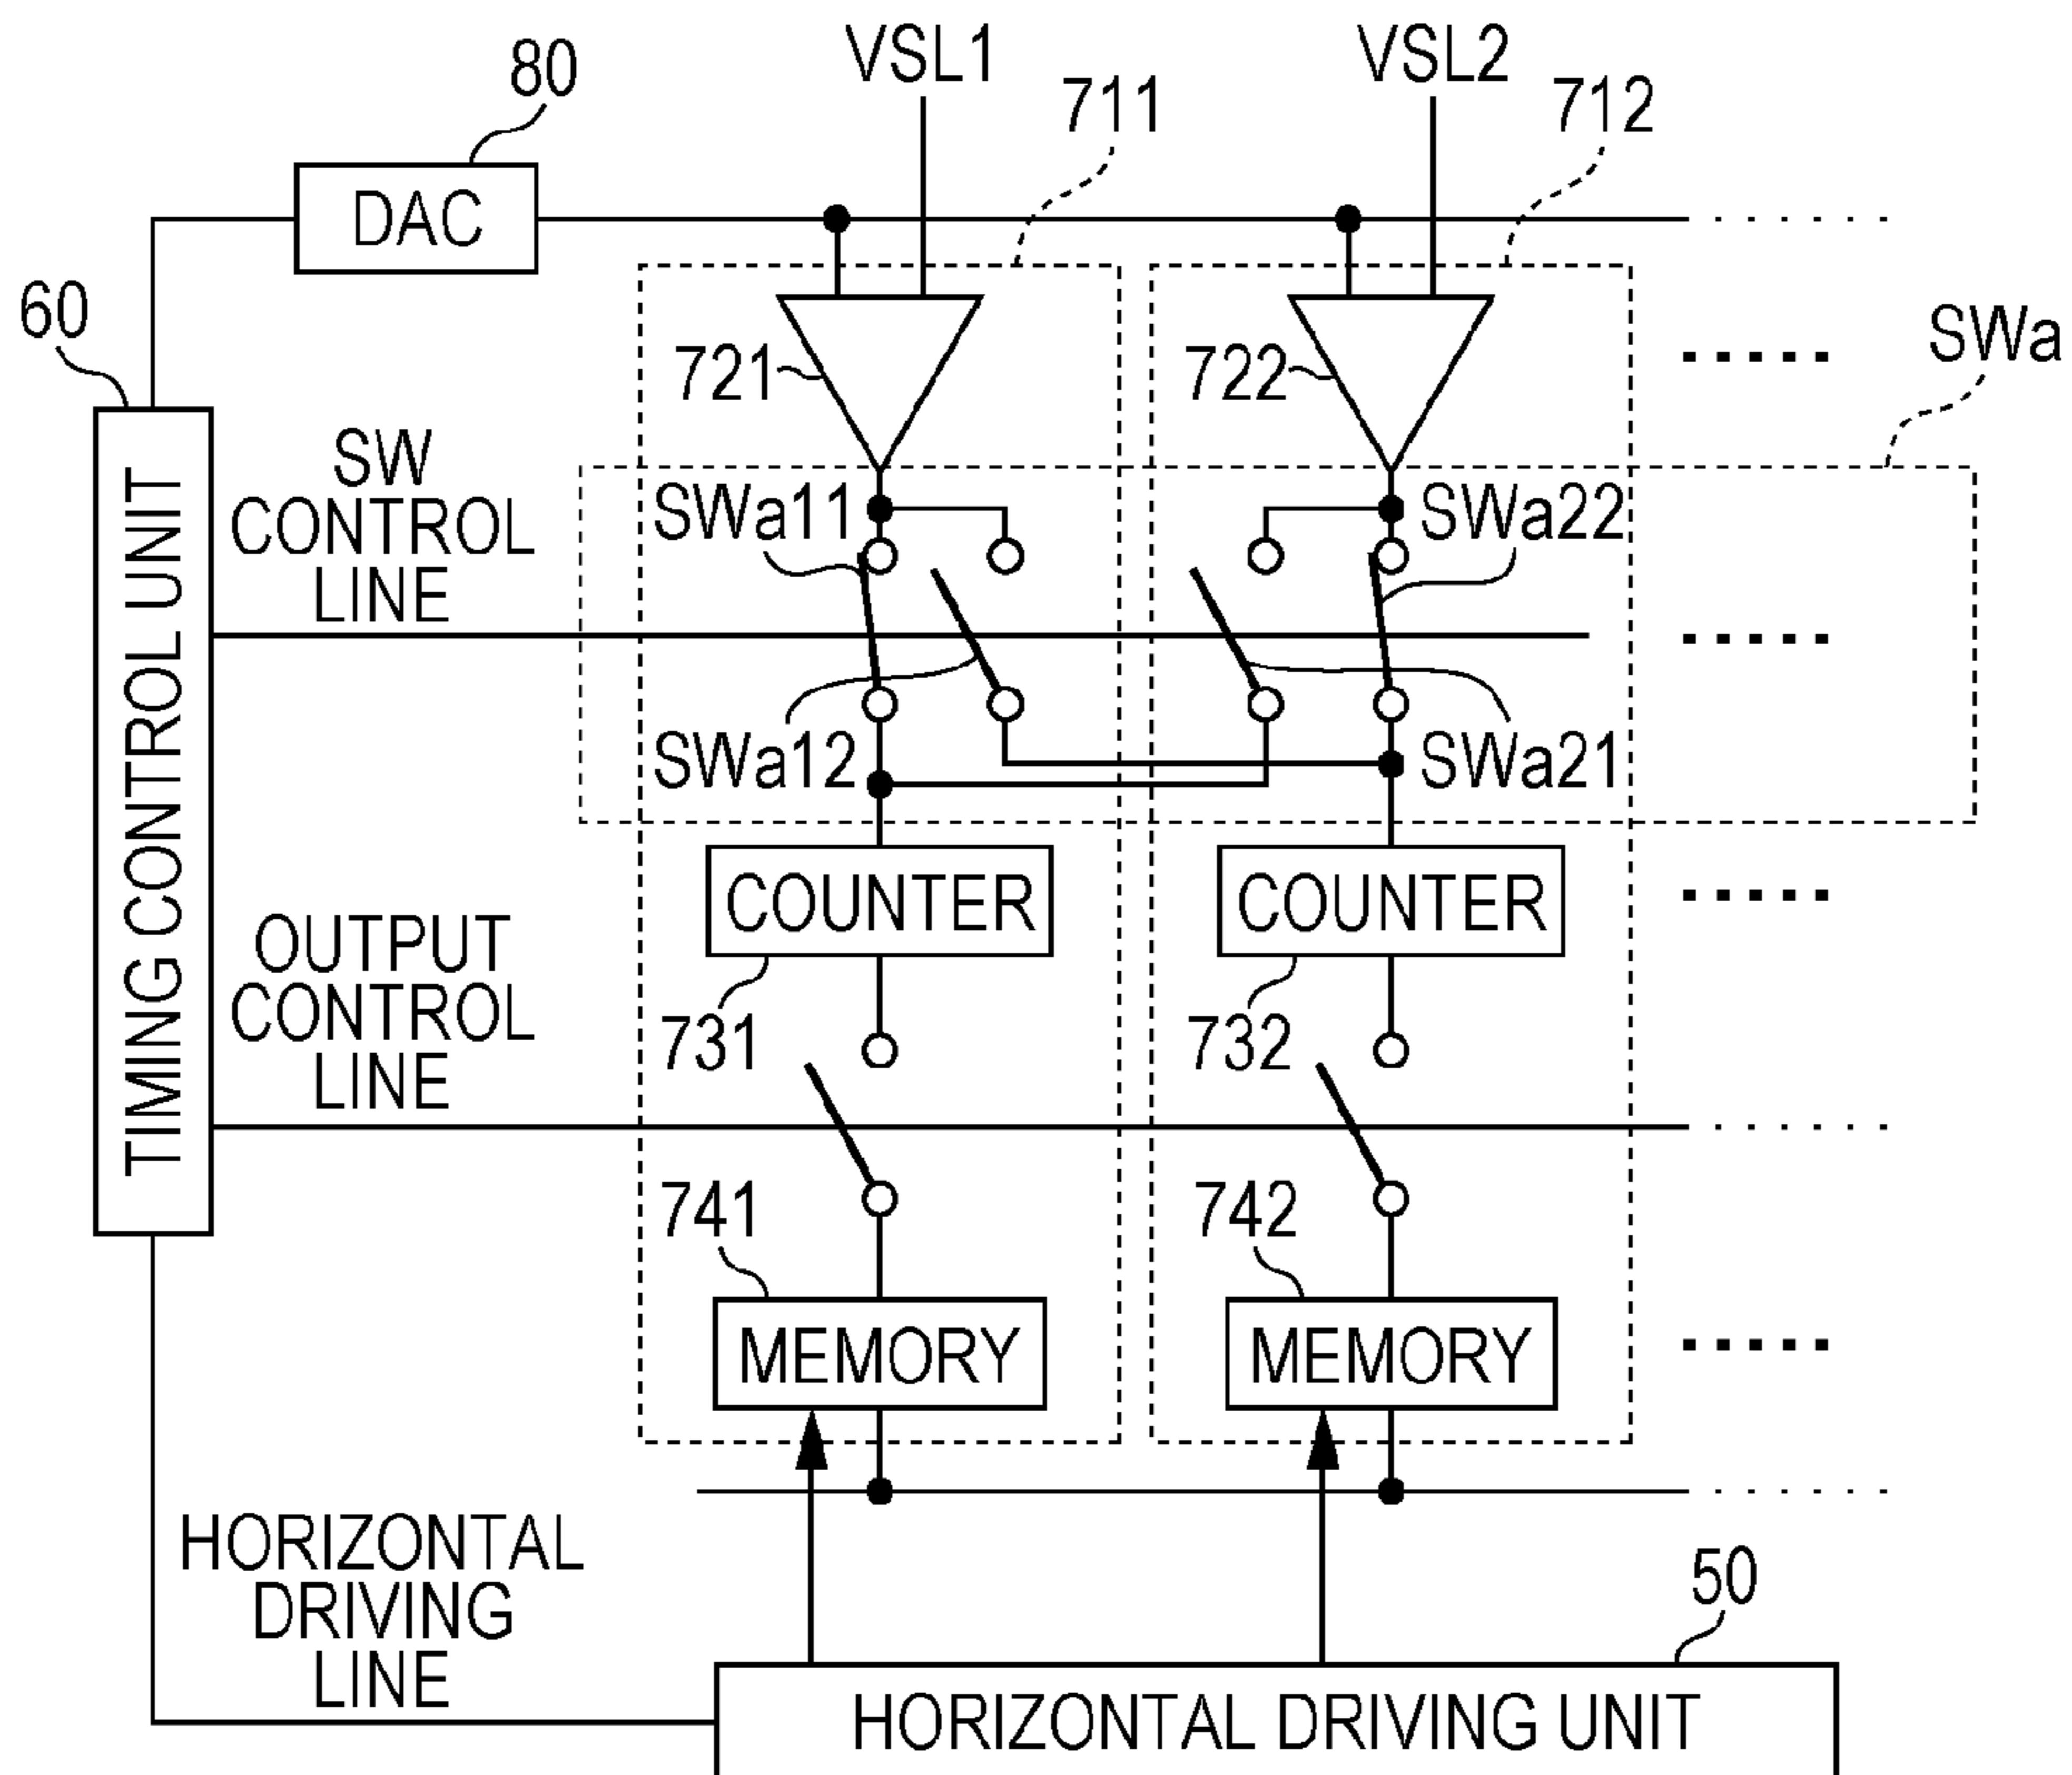 VSL1
VSL2
80
711
712
DAC
60
721
722
SWa
SW
CONTROL
LINE
SWa11
SWa22
TIMING CONTROL UNIT
SWa12
SWa21
COUNTER
COUNTER
OUTPUT
CONTROL
LINE
731
732
741
742
MEMORY
MEMORY
HORIZONTAL
DRIVING
LINE
50
HORIZONTAL DRIVING UNIT